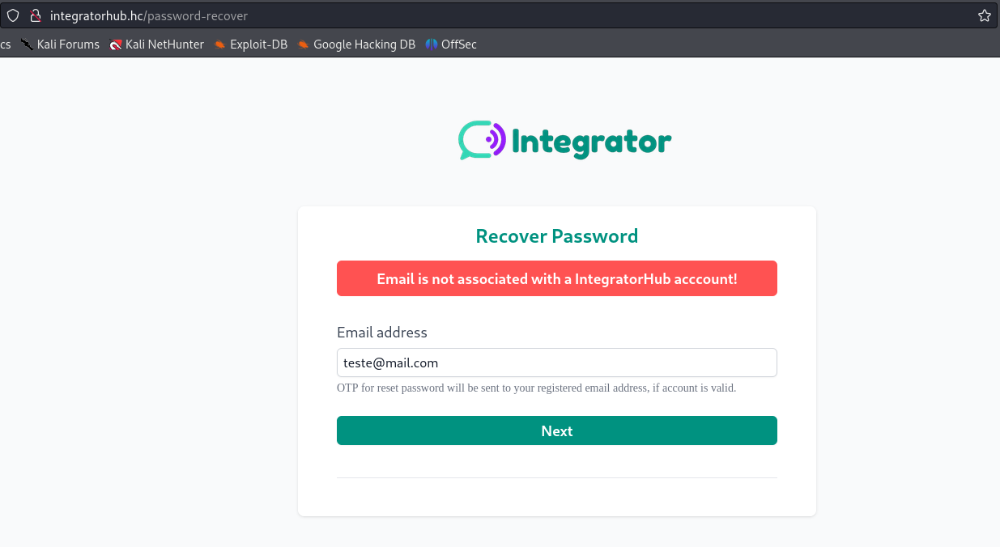 integratorhub.hc/password-recover
cs Kali Forums Kali NetHunter Exploit-DB Google Hacking DB OffSec
Integrator
Recover Password
Email is not associated with a IntegratorHub acccount!
Email address
teste@mail.com
OTP for reset password will be sent to your registered email address, if account is valid.
Next